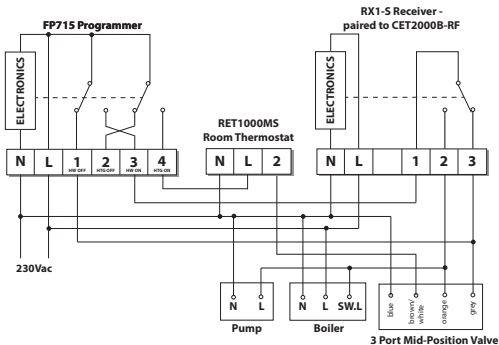 FP715 Programmer
RX1-S Receiver -
paired to CET2000B-RF
ELECTRONICS
ELECTRONICS
RET1000MS
Room Thermostat
N L 1 2 3 4
HW OFF HTG OFF HW ON HTG ON
N L 2
N L 1 2 3
230Vac
N L
Pump
N L SW.L
Boiler
blue
brown/
white
orange
grey
3 Port Mid-Position Valve